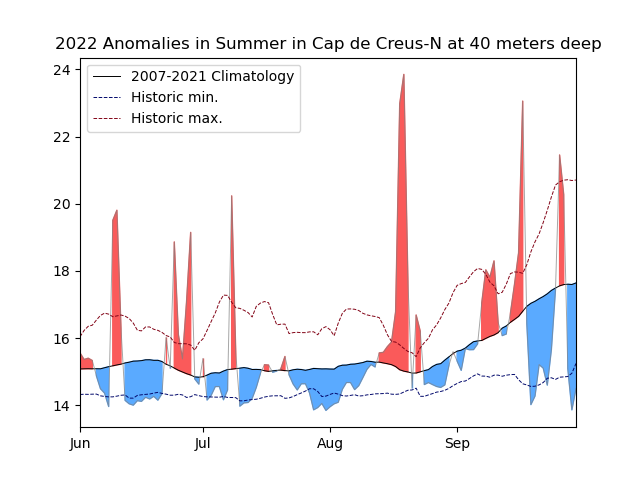 2022 Anomalies in Summer in Cap de Creus-N at 40 meters deep
2007-2021 Climatology
Historic min.
Historic max.
24
22
20
18
16
14
Jun Jul Aug Sep